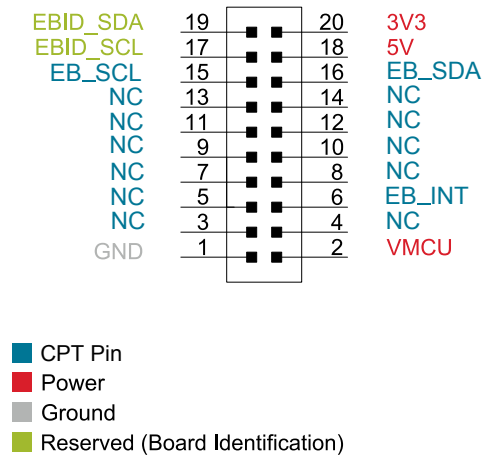 EBID_SDA 19 20 3V3
EBID_SCL 17 18 5V
EB_SCL 15 16 EB_SDA
NC 13 14 NC
NC 11 12 NC
NC 9 10 NC
NC 7 8 NC
NC 5 6 EB_INT
NC 3 4 NC
GND 1 2 VMCU
CPT Pin
Power
Ground
Reserved (Board Identification)